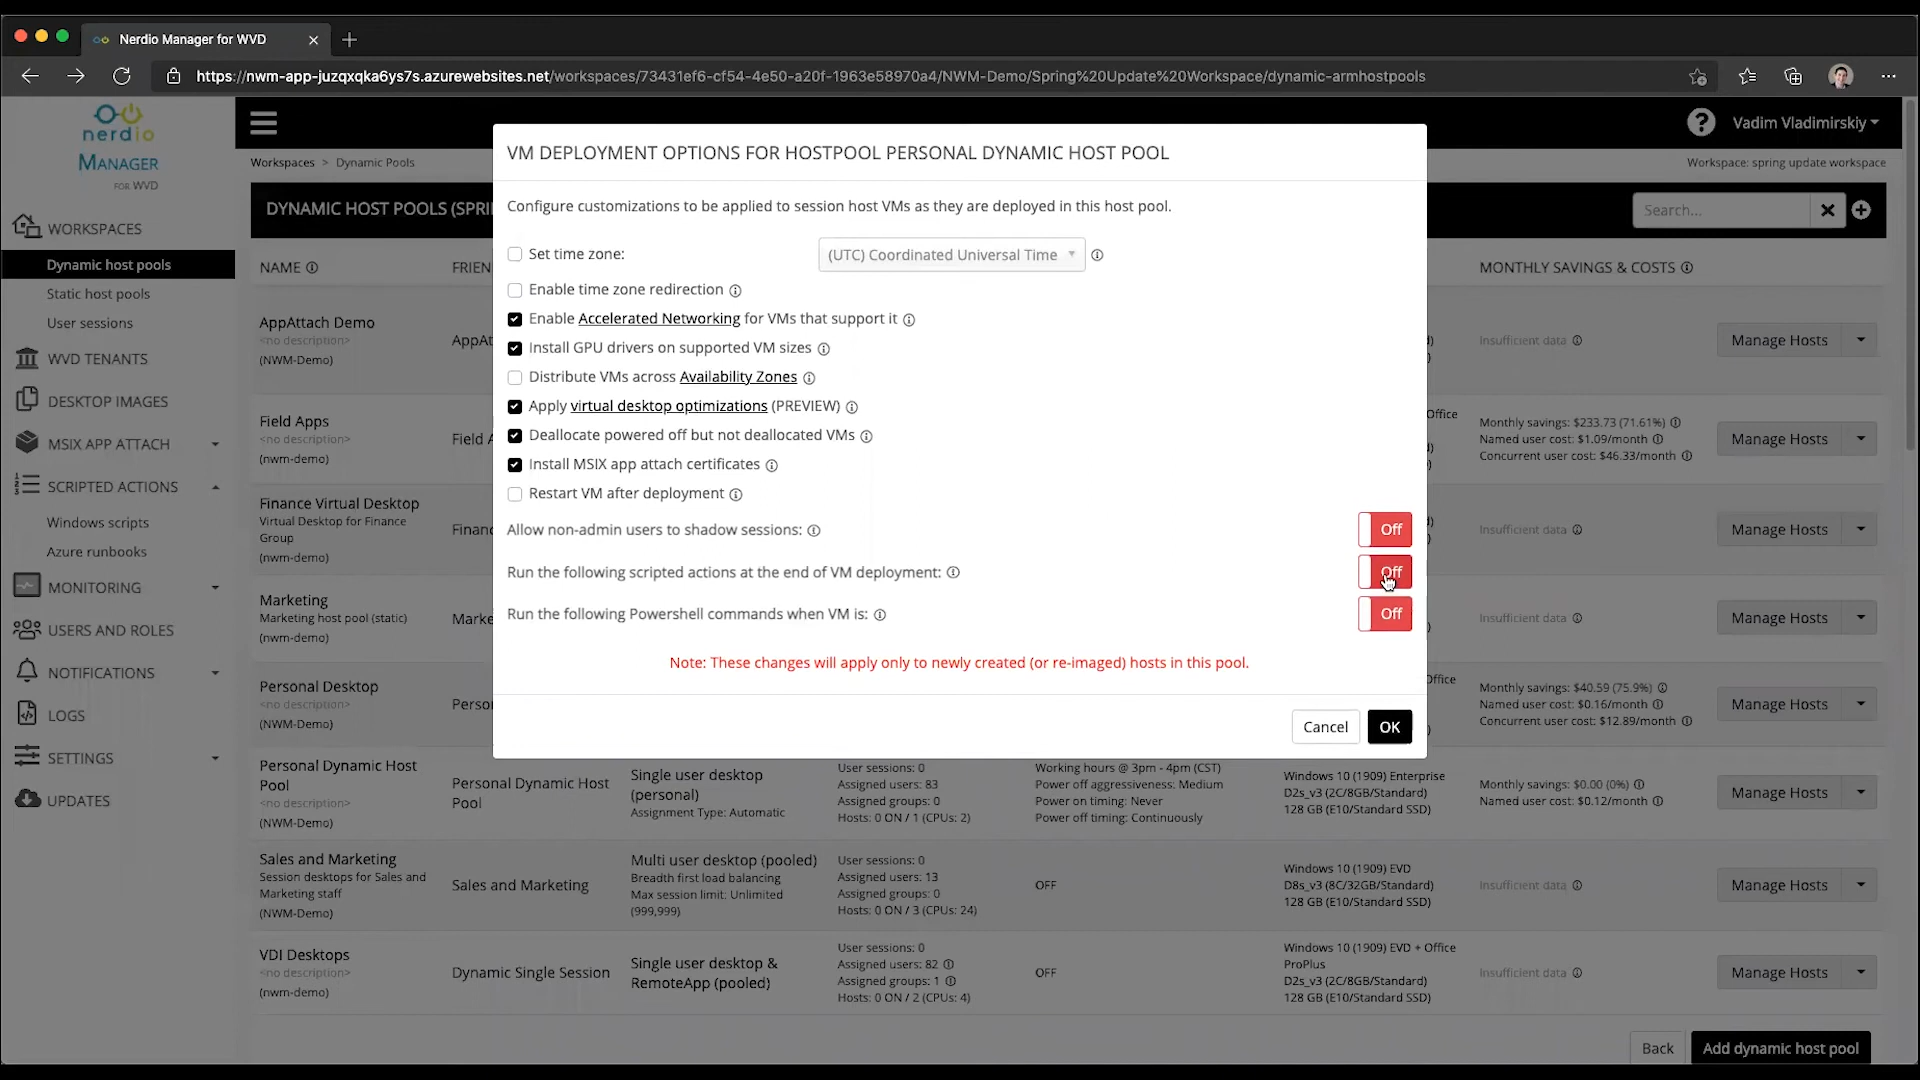 Nerdio Manager for WVD
https://nwm-app-juzqxqka6ys7s.azurewebsites.net/workspaces/73431ef6-cf54-4e50-a20f-1963e58970a4/NWM-Demo/Spring%20Update%20Workspace/dynamic-armhostpools
nerdio
MANAGER
FOR WVD
Vadim Vladimirskiy
Workspaces > Dynamic Pools
Workspace: spring update workspace
DYNAMIC HOST POOLS (SPRI
Search...
WORKSPACES
Dynamic host pools
Static host pools
User sessions
WVD TENANTS
DESKTOP IMAGES
MSIX APP ATTACH
SCRIPTED ACTIONS
Windows scripts
Azure runbooks
MONITORING
USERS AND ROLES
NOTIFICATIONS
LOGS
SETTINGS
UPDATES
VM DEPLOYMENT OPTIONS FOR HOSTPOOL PERSONAL DYNAMIC HOST POOL
Configure customizations to be applied to session host VMs as they are deployed in this host pool.
Set time zone: (UTC) Coordinated Universal Time
Enable time zone redirection
Enable Accelerated Networking for VMs that support it
Install GPU drivers on supported VM sizes
Distribute VMs across Availability Zones
Apply virtual desktop optimizations (PREVIEW)
Deallocate powered off but not deallocated VMs
Install MSIX app attach certificates
Restart VM after deployment
Allow non-admin users to shadow sessions: Off
Run the following scripted actions at the end of VM deployment: Off
Run the following Powershell commands when VM is: Off
Note: These changes will apply only to newly created (or re-imaged) hosts in this pool.
Cancel OK
NAME FRIEN MONTHLY SAVINGS & COSTS
AppAttach Demo
<no description>
(NWM-Demo)
AppAt
Insufficient data
Manage Hosts
Field Apps
<no description>
(NWM-Demo)
Field A
Office
Monthly savings: $233.73 (71.61%)
Named user cost: $1.09/month
Concurrent user cost: $46.33/month
Manage Hosts
Finance Virtual Desktop
Virtual Desktop for Finance
Group
(nwm-demo)
Financ
Insufficient data
Manage Hosts
Marketing
Marketing host pool (static)
(nwm-demo)
Marke
Insufficient data
Manage Hosts
Personal Desktop
<no description>
(NWM-Demo)
Perso
Office
Monthly savings: $40.59 (75.9%)
Named user cost: $0.16/month
Concurrent user cost: $12.89/month
Manage Hosts
Personal Dynamic Host
Pool
<no description>
(NWM-Demo)
Personal Dynamic Host
Pool
Single user desktop
(personal)
Assignment Type: Automatic
User sessions: 0
Assigned users: 83
Assigned groups: 0
Hosts: 0 ON / 1 (CPUs: 2)
Working hours @ 3pm - 4pm (CST)
Power off aggressiveness: Medium
Power on timing: Never
Power off timing: Continuously
Windows 10 (1909) Enterprise
D2s_v3 (2C/8GB/Standard)
128 GB (E10/Standard SSD)
Monthly savings: $0.00 (0%)
Named user cost: $0.12/month
Manage Hosts
Sales and Marketing
Session desktops for Sales and
Marketing staff
(NWM-Demo)
Sales and Marketing
Multi user desktop (pooled)
Breadth first load balancing
Max session limit: Unlimited
(999,999)
User sessions: 0
Assigned users: 13
Assigned groups: 0
Hosts: 0 ON / 3 (CPUs: 24)
OFF
Windows 10 (1909) EVD
D8s_v3 (8C/32GB/Standard)
128 GB (E10/Standard SSD)
Insufficient data
Manage Hosts
VDI Desktops
<no description>
(nwm-demo)
Dynamic Single Session
Single user desktop &
RemoteApp (pooled)
User sessions: 0
Assigned users: 82
Assigned groups: 1
Hosts: 0 ON / 2 (CPUs: 4)
OFF
Windows 10 (1909) EVD + Office
ProPlus
D2s_v3 (2C/8GB/Standard)
128 GB (E10/Standard SSD)
Insufficient data
Manage Hosts
Back
Add dynamic host pool